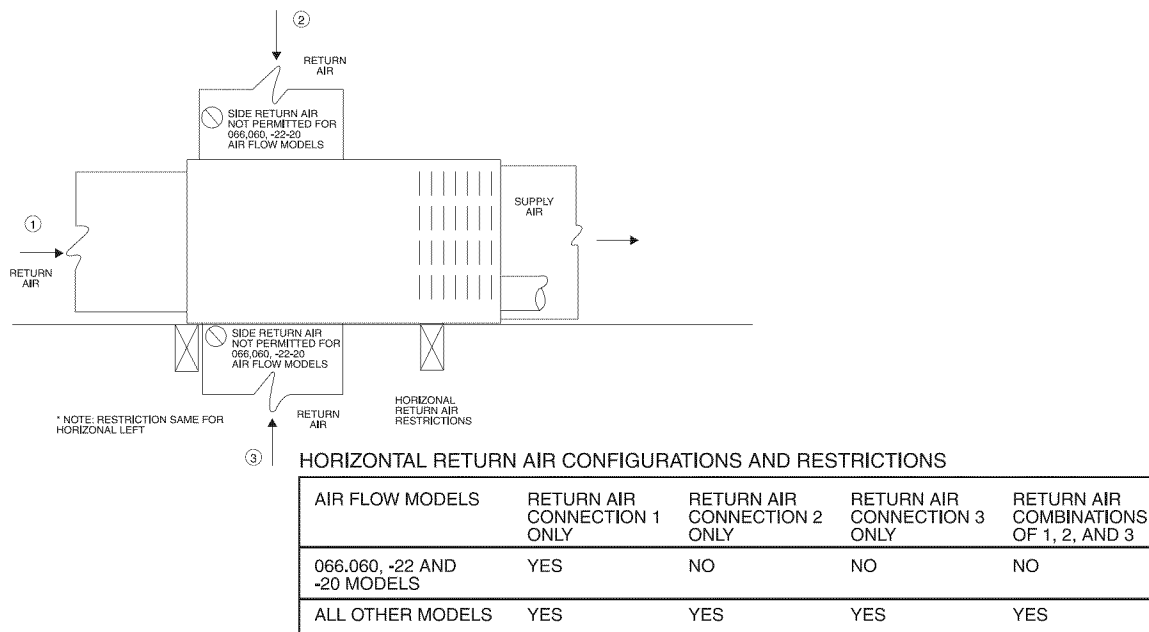 ②
RETURN
AIR
SIDE RETURN AIR
NOT PERMITTED FOR
066,060, -22-20
AIR FLOW MODELS
①
RETURN
AIR
SUPPLY
AIR
SIDE RETURN AIR
NOT PERMITTED FOR
066,060, -22-20
AIR FLOW MODELS
* NOTE: RESTRICTION SAME FOR
HORIZONAL LEFT
③
RETURN
AIR
HORIZONAL
RETURN AIR
RESTRICTIONS
HORIZONTAL RETURN AIR CONFIGURATIONS AND RESTRICTIONS
AIR FLOW MODELS
RETURN AIR
CONNECTION 1
ONLY
RETURN AIR
CONNECTION 2
ONLY
RETURN AIR
CONNECTION 3
ONLY
RETURN AIR
COMBINATIONS
OF 1, 2, AND 3
066.060, -22 AND
-20 MODELS
YES
NO
NO
NO
ALL OTHER MODELS
YES
YES
YES
YES